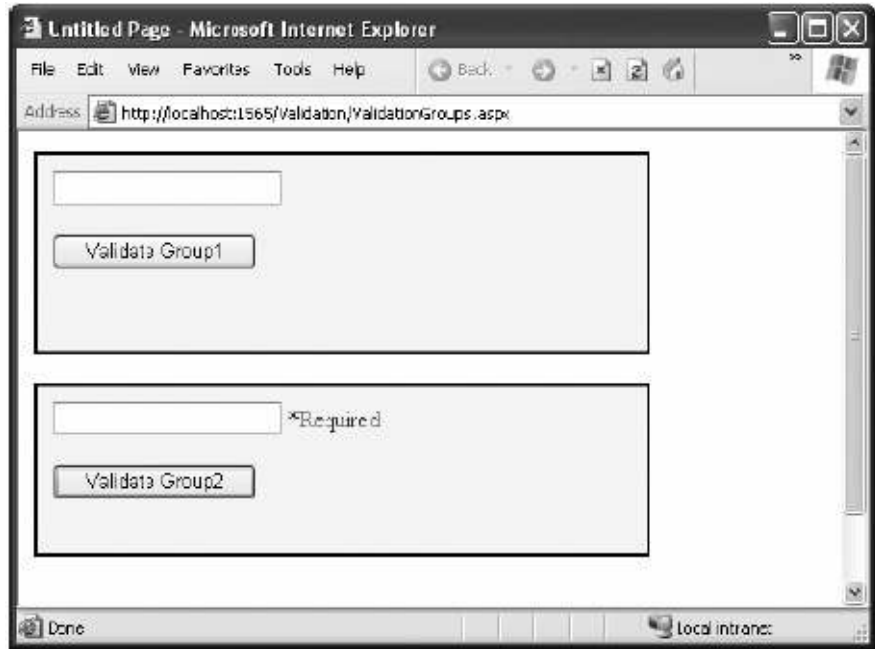 Untitled Page - Microsoft Internet Explorer
File Edit View Favorites Tools Help Back »
Address http://localhost:1565/Validation/ValidationGroups.aspx
Validate Group1
*Required
Validate Group2
Done Local intranet